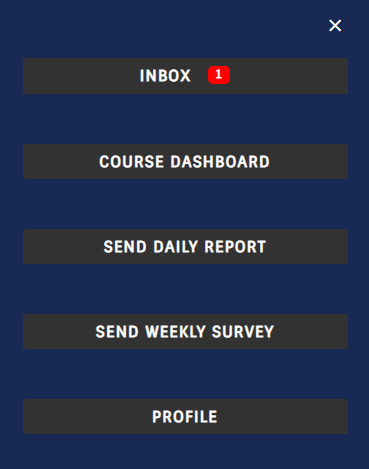 INBOX 1
COURSE DASHBOARD
SEND DAILY REPORT
SEND WEEKLY SURVEY
PROFILE